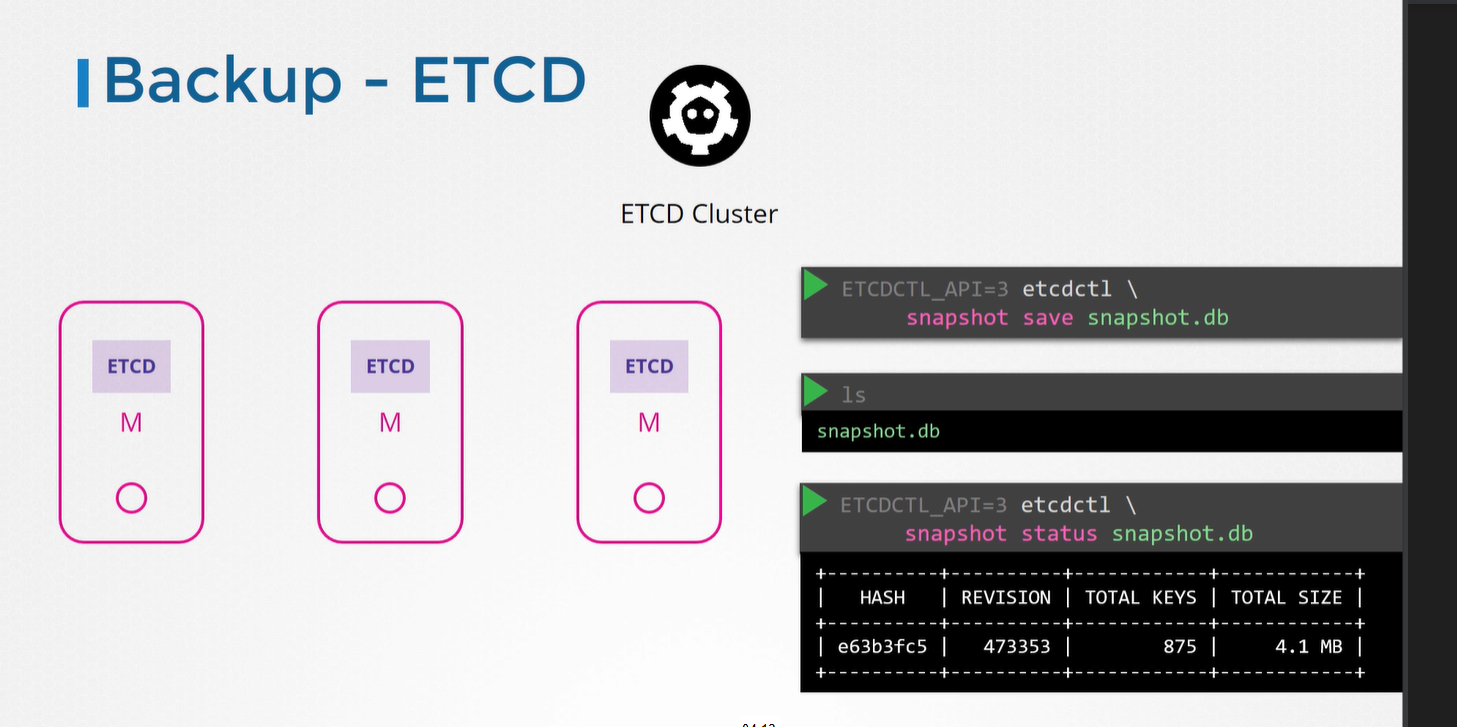 Backup - ETCD
ETCD Cluster
ETCD
M
ETCD
M
ETCD
M
ETCDCTL_API=3 etcdctl \
snapshot save snapshot.db
ls
snapshot.db
ETCDCTL_API=3 etcdctl \
snapshot status snapshot.db
+----------+----------+------------+------------+
|   HASH   | REVISION | TOTAL KEYS | TOTAL SIZE |
+----------+----------+------------+------------+
| e63b3fc5 |   473353 |        875 |     4.1 MB |
+----------+----------+------------+------------+